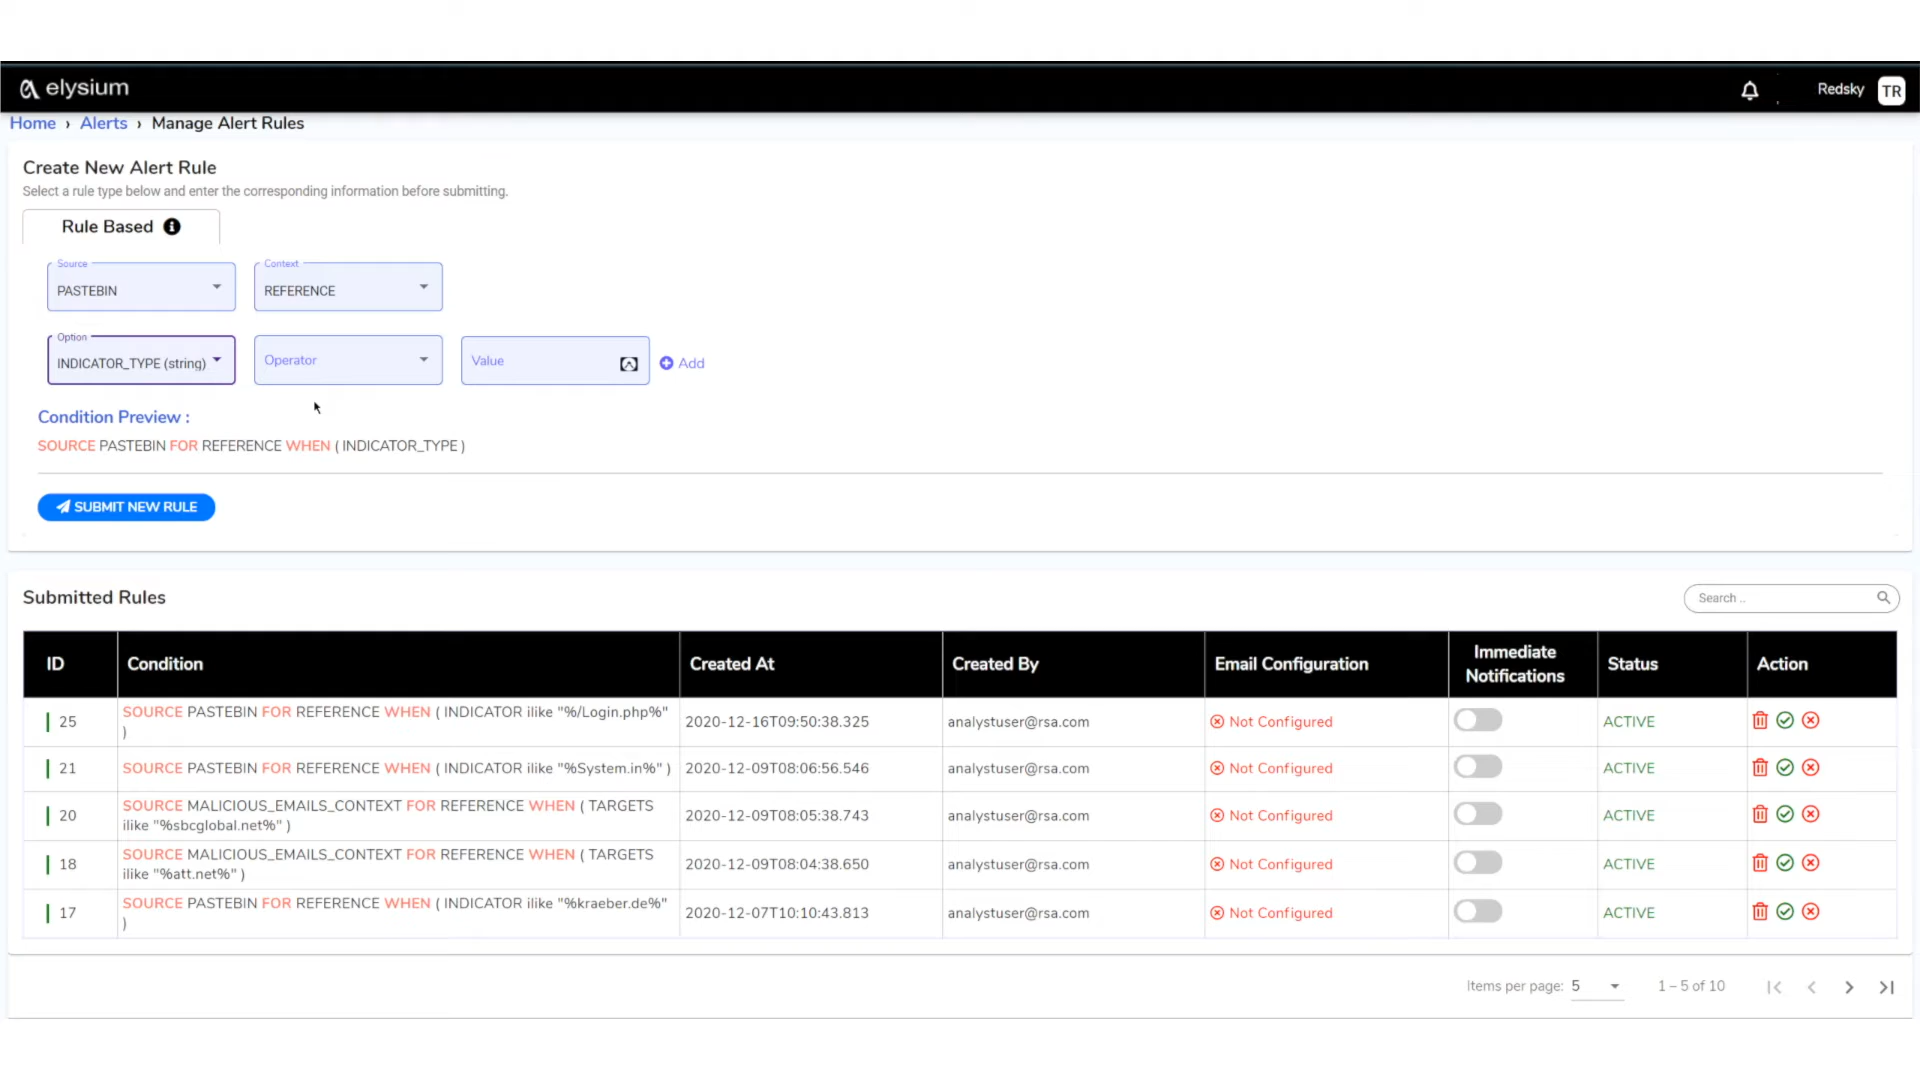 elysium
Redsky TR
Home › Alerts › Manage Alert Rules
Create New Alert Rule
Select a rule type below and enter the corresponding information before submitting.
Rule Based
Source
PASTEBIN
Context
REFERENCE
Option
INDICATOR_TYPE (string)
Operator
Value
Add
Condition Preview :
SOURCE PASTEBIN FOR REFERENCE WHEN ( INDICATOR_TYPE )
SUBMIT NEW RULE
Submitted Rules
Search ..
ID Condition Created At Created By Email Configuration Immediate Notifications Status Action
25 SOURCE PASTEBIN FOR REFERENCE WHEN ( INDICATOR ilike "%/Login.php%" ) 2020-12-16T09:50:38.325 analystuser@rsa.com Not Configured ACTIVE
21 SOURCE PASTEBIN FOR REFERENCE WHEN ( INDICATOR ilike "%System.in%" ) 2020-12-09T08:06:56.546 analystuser@rsa.com Not Configured ACTIVE
20 SOURCE MALICIOUS_EMAILS_CONTEXT FOR REFERENCE WHEN ( TARGETS ilike "%sbcglobal.net%" ) 2020-12-09T08:05:38.743 analystuser@rsa.com Not Configured ACTIVE
18 SOURCE MALICIOUS_EMAILS_CONTEXT FOR REFERENCE WHEN ( TARGETS ilike "%att.net%" ) 2020-12-09T08:04:38.650 analystuser@rsa.com Not Configured ACTIVE
17 SOURCE PASTEBIN FOR REFERENCE WHEN ( INDICATOR ilike "%kraeber.de%" ) 2020-12-07T10:10:43.813 analystuser@rsa.com Not Configured ACTIVE
Items per page: 5 1 – 5 of 10